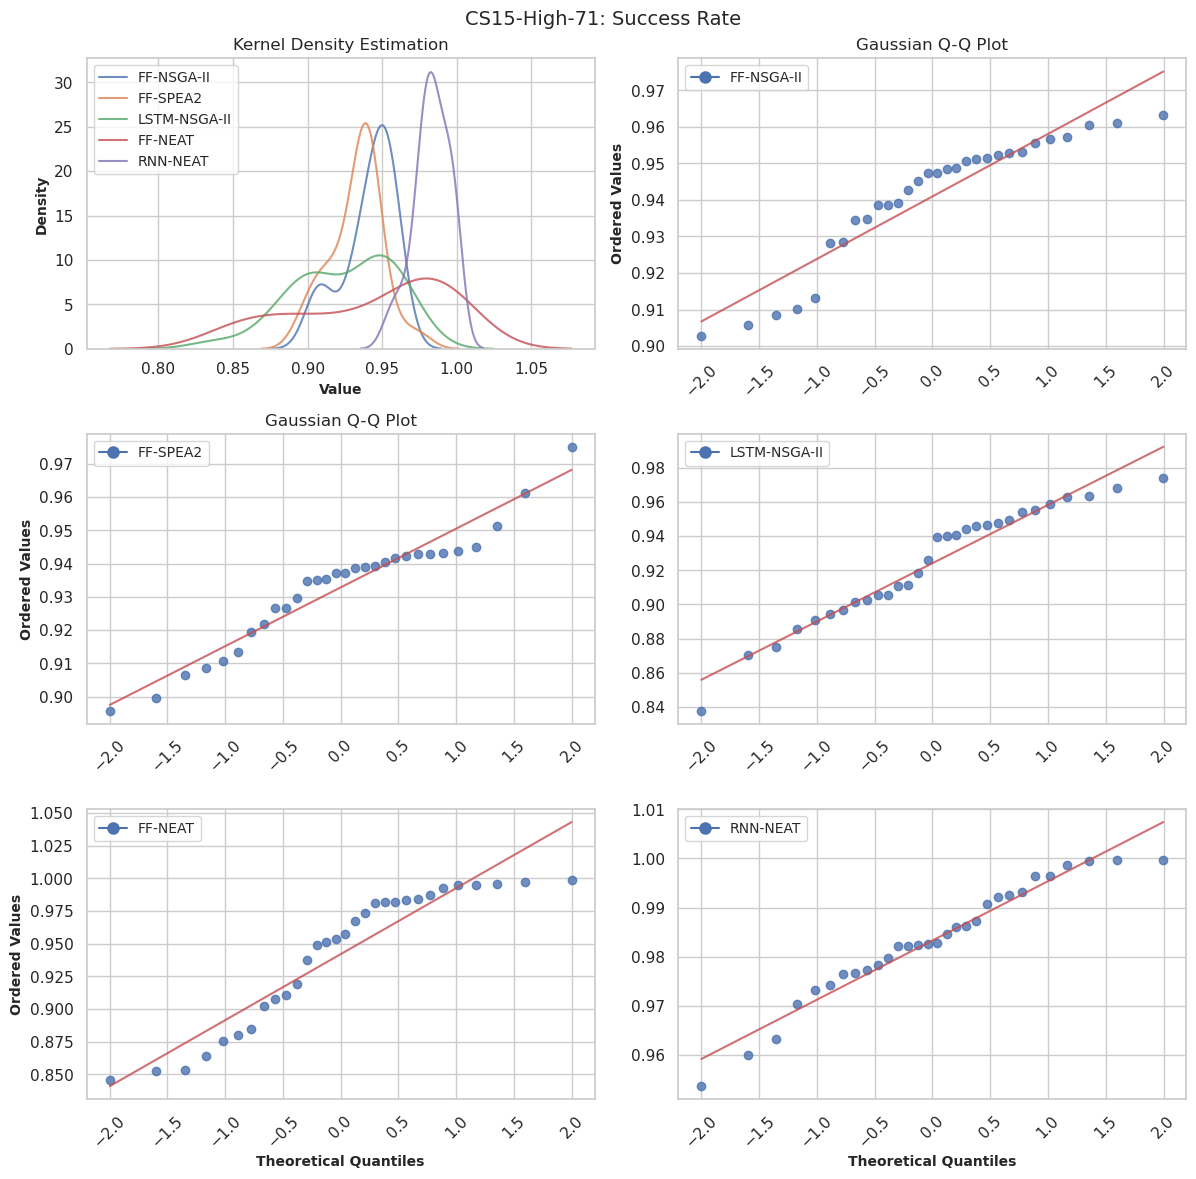 CS15-High-71: Success Rate
Kernel Density Estimation
FF-NSGA-II
FF-SPEA2
LSTM-NSGA-II
FF-NEAT
RNN-NEAT
30
25
20
15
10
5
0
Density
0.80 0.85 0.90 0.95 1.00 1.05
Value
Gaussian Q-Q Plot
FF-NSGA-II
0.97
0.96
0.95
0.94
0.93
0.92
0.91
0.90
Ordered Values
−2.0 −1.5 −1.0 −0.5 0.0 0.5 1.0 1.5 2.0
Gaussian Q-Q Plot
FF-SPEA2
0.97
0.96
0.95
0.94
0.93
0.92
0.91
0.90
Ordered Values
−2.0 −1.5 −1.0 −0.5 0.0 0.5 1.0 1.5 2.0
LSTM-NSGA-II
0.98
0.96
0.94
0.92
0.90
0.88
0.86
0.84
−2.0 −1.5 −1.0 −0.5 0.0 0.5 1.0 1.5 2.0
FF-NEAT
1.050
1.025
1.000
0.975
0.950
0.925
0.900
0.875
0.850
Ordered Values
−2.0 −1.5 −1.0 −0.5 0.0 0.5 1.0 1.5 2.0
Theoretical Quantiles
RNN-NEAT
1.01
1.00
0.99
0.98
0.97
0.96
−2.0 −1.5 −1.0 −0.5 0.0 0.5 1.0 1.5 2.0
Theoretical Quantiles